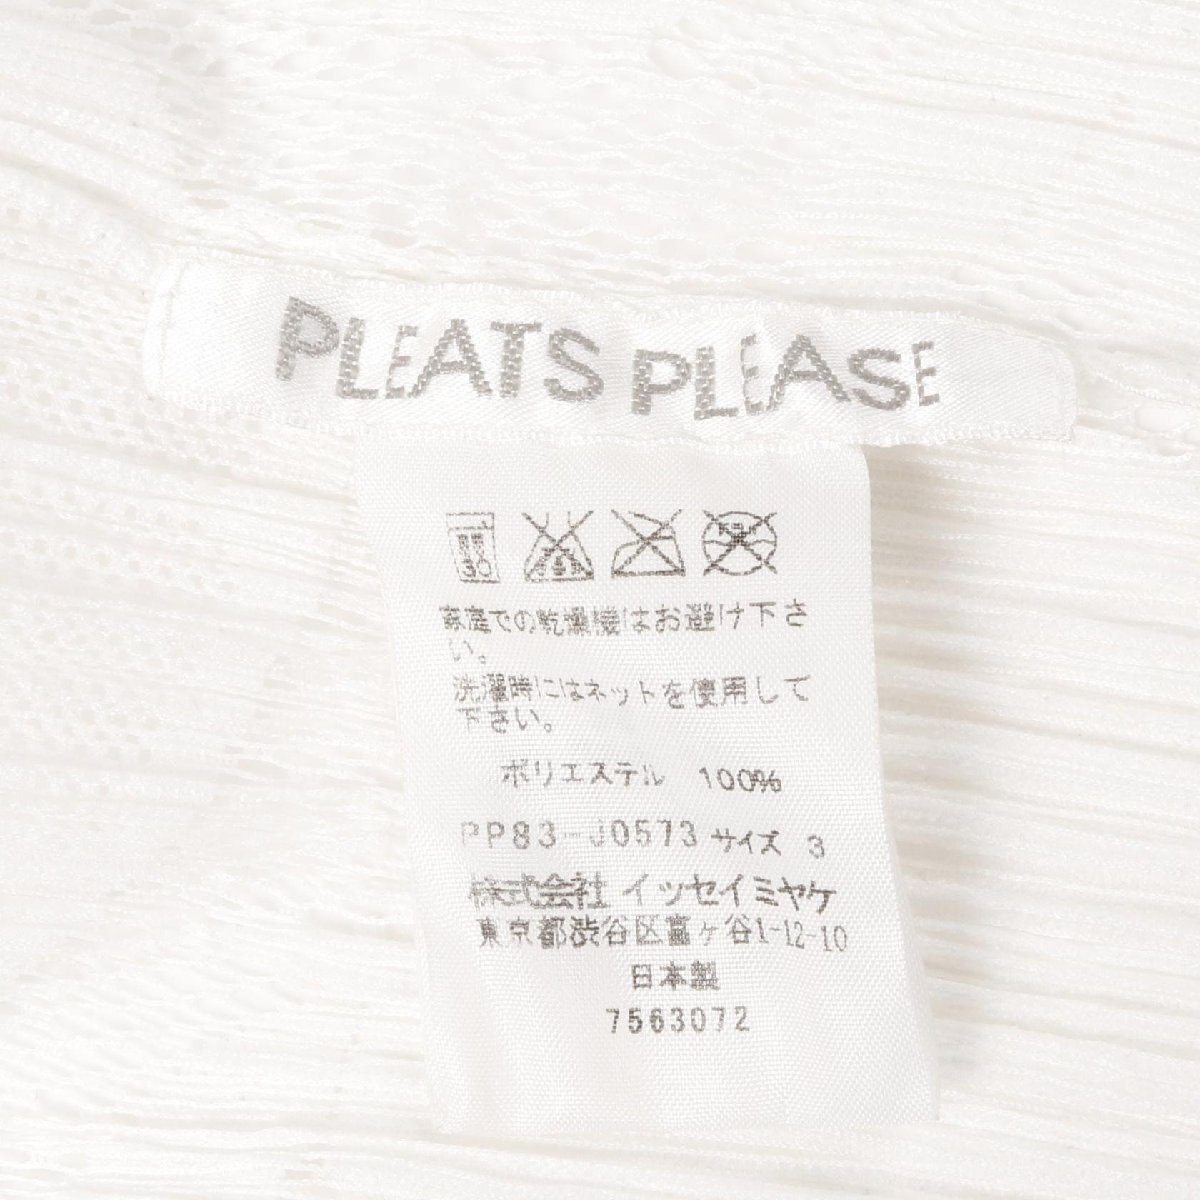 PLEATS PLEASE
家庭での乾燥機はお避け下さ
い。
洗濯時にはネットを使用して
下さい。
ポリエステル 100%
PP83-J0573 サイズ 3
株式会社 イッセイミヤケ
東京都渋谷区富ヶ谷1-12-10
日本製
7563072